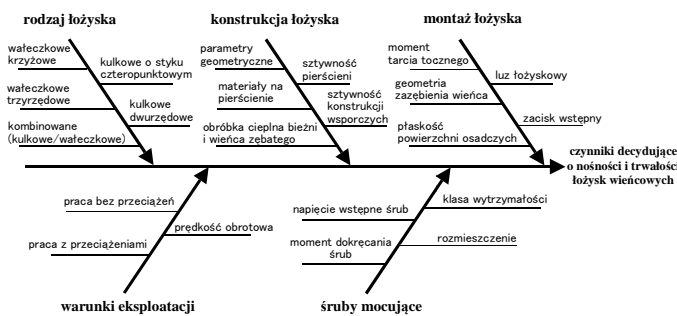 rodzaj łożyska
wałeczkowe
krzyżowe
kulkowe o styku
czteropunktowym
wałeczkowe
trzyrzędowe
kulkowe
dwurzędowe
kombinowane
(kulkowe/wałeczkowe)
konstrukcja łożyska
parametry
geometryczne
sztywność
pierścieni
materiały na
pierścienie
sztywność
konstrukcji
wsporczych
obróbka cieplna bieżni
i wieńca zębatego
montaż łożyska
moment
tarcia tocznego
luz łożyskowy
geometria
zazębienia wieńca
zacisk wstępny
płaskość
powierzchni osadczych
czynniki decydujące
o nośności i trwałości
łożysk wieńcowych
praca bez przeciążeń
prędkość obrotowa
praca z przeciążeniami
warunki eksploatacji
klasa wytrzymałości
napięcie wstępne śrub
rozmieszczenie
moment dokręcania
śrub
śruby mocujące